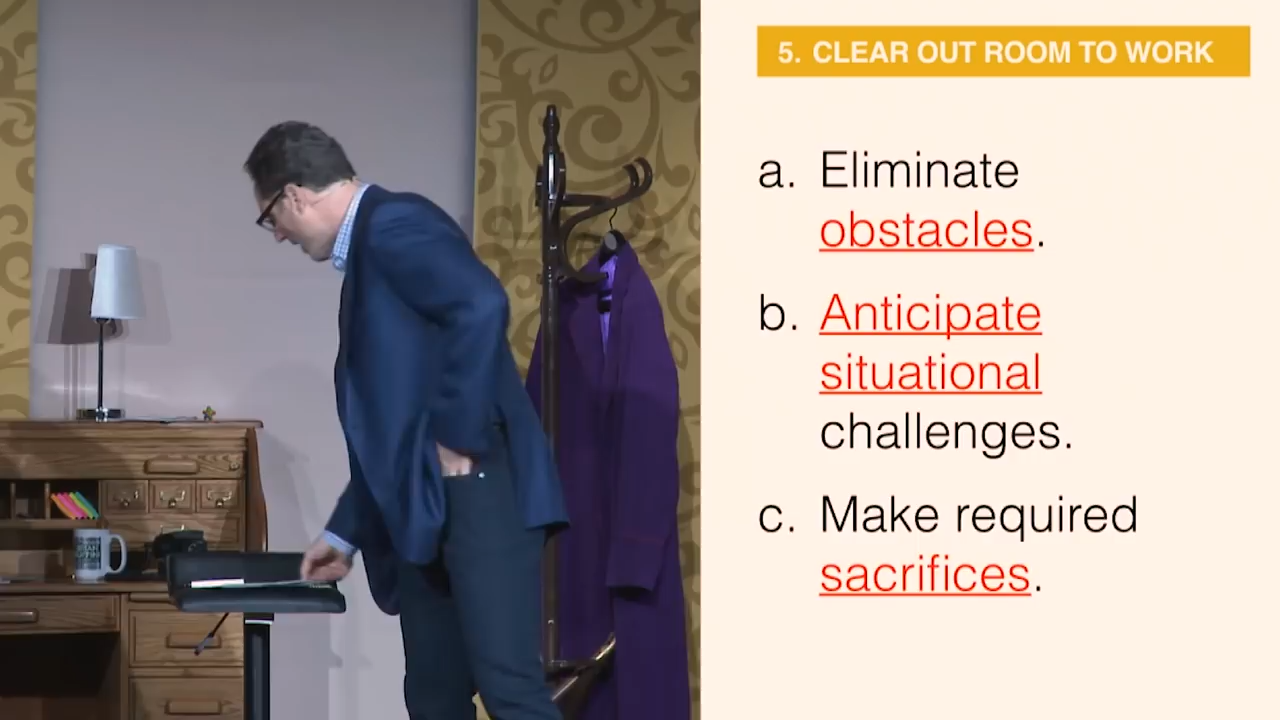 5. CLEAR OUT ROOM TO WORK
a. Eliminate
obstacles.
b. Anticipate
situational
challenges.
c. Make required
sacrifices.